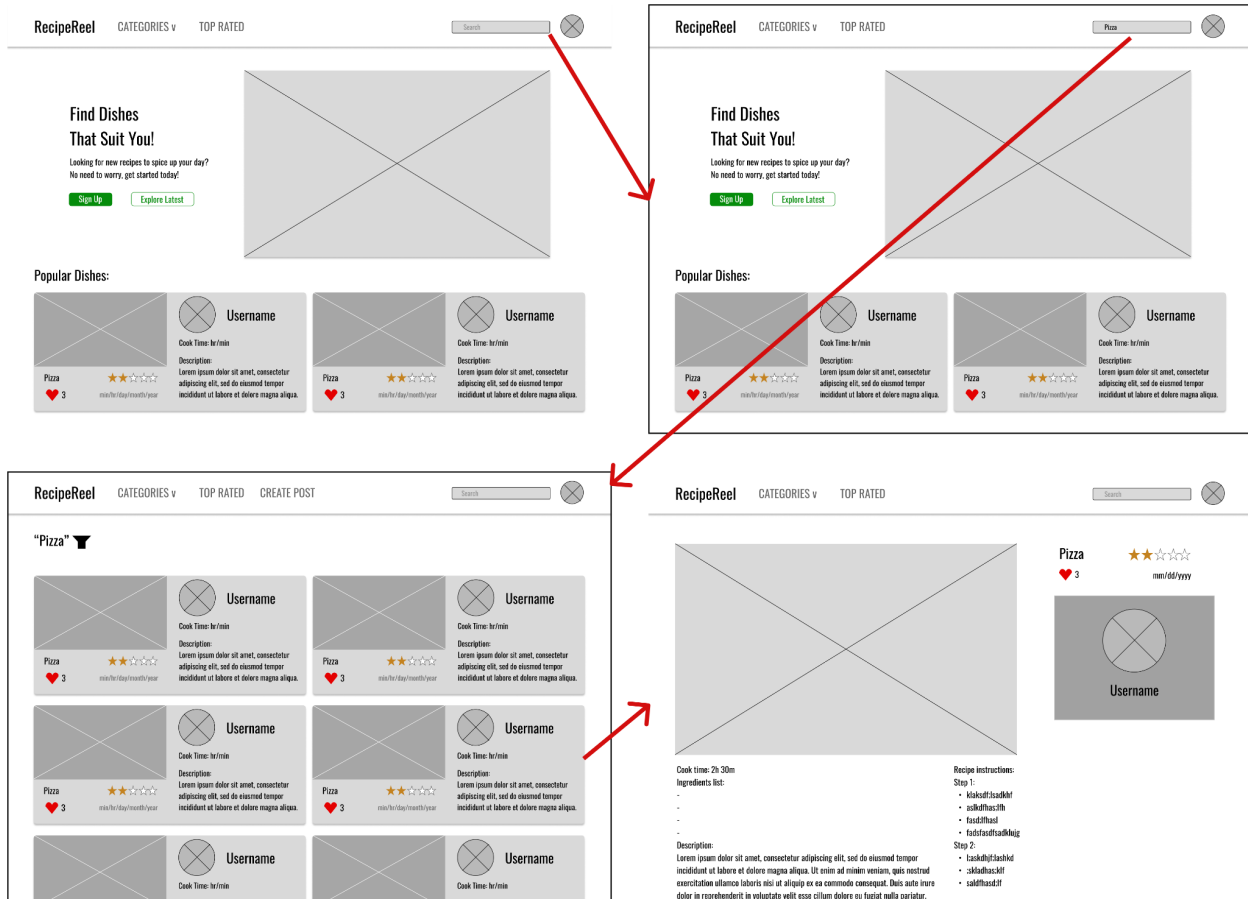 RecipeReel CATEGORIES ∨ TOP RATED Search
Find Dishes
That Suit You!
Looking for new recipes to spice up your day?
No need to worry, get started today!
Sign Up Explore Latest
Popular Dishes:
Username
Cook Time: hr/min
Description:
Lorem ipsum dolor sit amet, consectetur
adipiscing elit, sed do eiusmod tempor
incididunt ut labore et dolore magna aliqua.
Pizza
3 min/hr/day/month/year
Username
Cook Time: hr/min
Description:
Lorem ipsum dolor sit amet, consectetur
adipiscing elit, sed do eiusmod tempor
incididunt ut labore et dolore magna aliqua.
Pizza
3 min/hr/day/month/year
RecipeReel CATEGORIES ∨ TOP RATED Pizza
Find Dishes
That Suit You!
Looking for new recipes to spice up your day?
No need to worry, get started today!
Sign Up Explore Latest
Popular Dishes:
Username
Cook Time: hr/min
Description:
Lorem ipsum dolor sit amet, consectetur
adipiscing elit, sed do eiusmod tempor
incididunt ut labore et dolore magna aliqua.
Pizza
3 min/hr/day/month/year
Username
Cook Time: hr/min
Description:
Lorem ipsum dolor sit amet, consectetur
adipiscing elit, sed do eiusmod tempor
incididunt ut labore et dolore magna aliqua.
Pizza
3 min/hr/day/month/year
RecipeReel CATEGORIES ∨ TOP RATED CREATE POST Search
“Pizza”
Username
Cook Time: hr/min
Description:
Lorem ipsum dolor sit amet, consectetur
adipiscing elit, sed do eiusmod tempor
incididunt ut labore et dolore magna aliqua.
Pizza
3 min/hr/day/month/year
Username
Cook Time: hr/min
Description:
Lorem ipsum dolor sit amet, consectetur
adipiscing elit, sed do eiusmod tempor
incididunt ut labore et dolore magna aliqua.
Pizza
3 min/hr/day/month/year
Username
Cook Time: hr/min
Description:
Lorem ipsum dolor sit amet, consectetur
adipiscing elit, sed do eiusmod tempor
incididunt ut labore et dolore magna aliqua.
Pizza
3 min/hr/day/month/year
Username
Cook Time: hr/min
Description:
Lorem ipsum dolor sit amet, consectetur
adipiscing elit, sed do eiusmod tempor
incididunt ut labore et dolore magna aliqua.
Pizza
3 min/hr/day/month/year
Username
Cook Time: hr/min
Username
Cook Time: hr/min
RecipeReel CATEGORIES ∨ TOP RATED Search
Pizza
3 mm/dd/yyyy
Username
Cook time: 2h 30m
Ingredients list:
-
-
-
-
Description:
Lorem ipsum dolor sit amet, consectetur adipiscing elit, sed do eiusmod tempor
incididunt ut labore et dolore magna aliqua. Ut enim ad minim veniam, quis nostrud
exercitation ullamco laboris nisi ut aliquip ex ea commodo consequat. Duis aute irure
dolor in reprehenderit in voluptate velit esse cillum dolore eu fugiat nulla pariatur.
Recipe instructions:
Step 1:
• klaksdf;lsadkhf
• aslkdfhas;lfh
• fasd;lfhasl
• fadsfasdfsadklujg
Step 2:
• l;askdhjf;lashkd
• ;skladhas;klf
• saldfhasd;lf